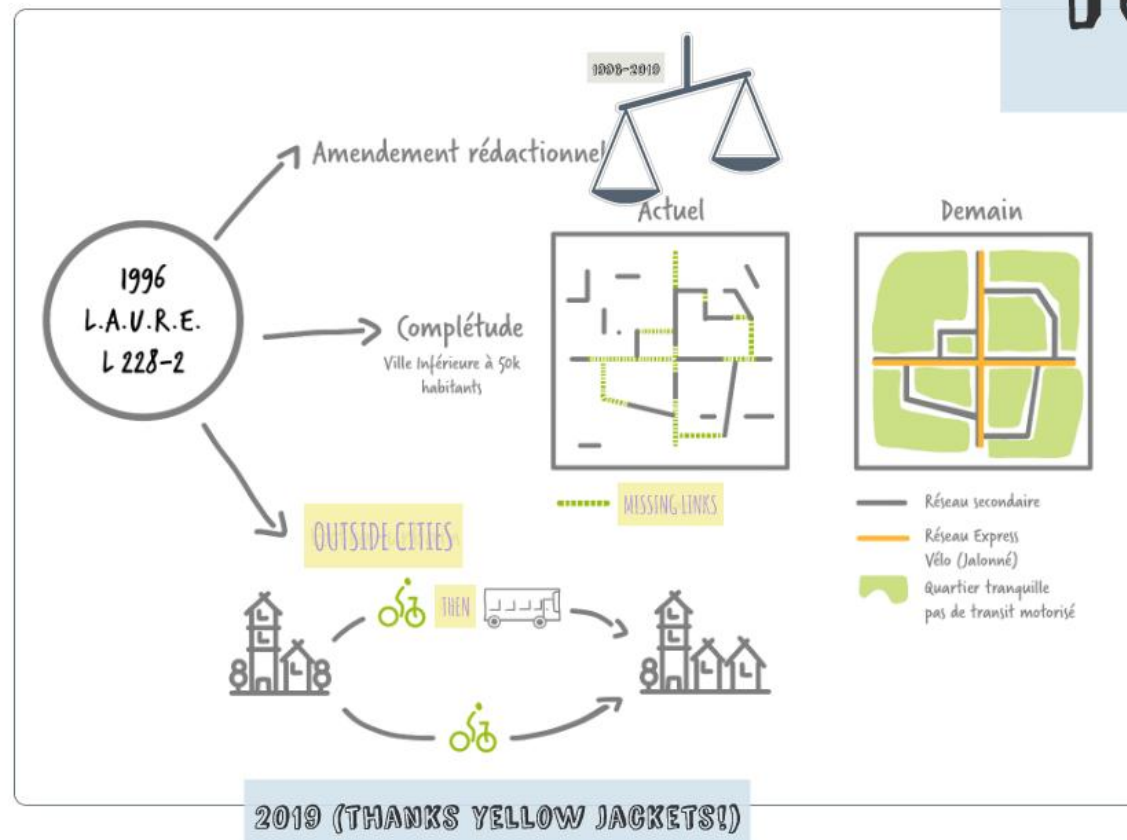 1996-2019
Amendement rédactionnel
1996
L.A.U.R.E.
L 228-2
Complétude
Ville Inférieure à 50k
habitants
Actuel
Demain
MISSING LINKS
Réseau secondaire
Réseau Express
Vélo (Jalonné)
Quartier tranquille
pas de transit motorisé
OUTSIDE CITIES
THEN
2019 (THANKS YELLOW JACKETS!)